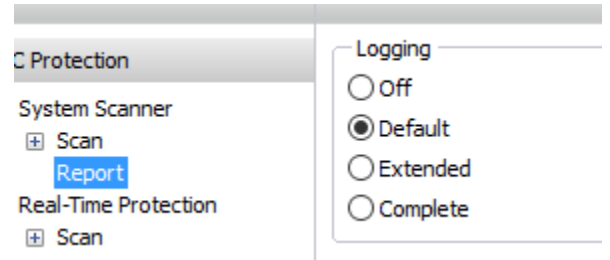 C Protection
System Scanner
Scan
Report
Real-Time Protection
Scan
Logging
Off
Default
Extended
Complete